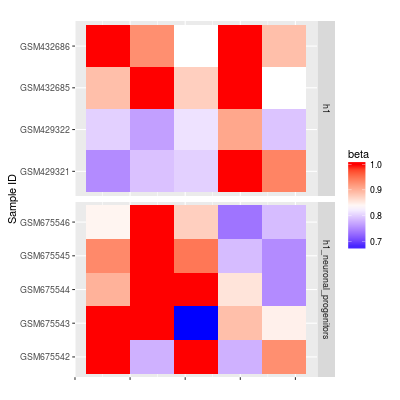 GSM432686
GSM432685
GSM429322
GSM429321
h1
GSM675546
GSM675545
GSM675544
GSM675543
GSM675542
h1_neuronal_progenitors
Sample ID
beta
1.0
0.9
0.8
0.7